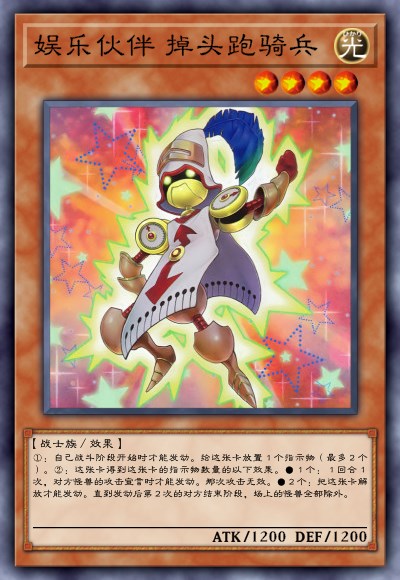 娱乐伙伴 掉头跑骑兵
光
ひかり
【战士族/效果】
①：自己战斗阶段开始时才能发动。给这张卡放置1个指示物（最多2个
）。②：这张卡得到这张卡的指示物数量的以下效果。●1个：1回合1
次，对方怪兽的攻击宣言时才能发动。那次攻击无效。●2个：把这张卡解
放才能发动。直到发动后第2次的对方结束阶段，场上的怪兽全部除外。
ATK/1200 DEF/1200